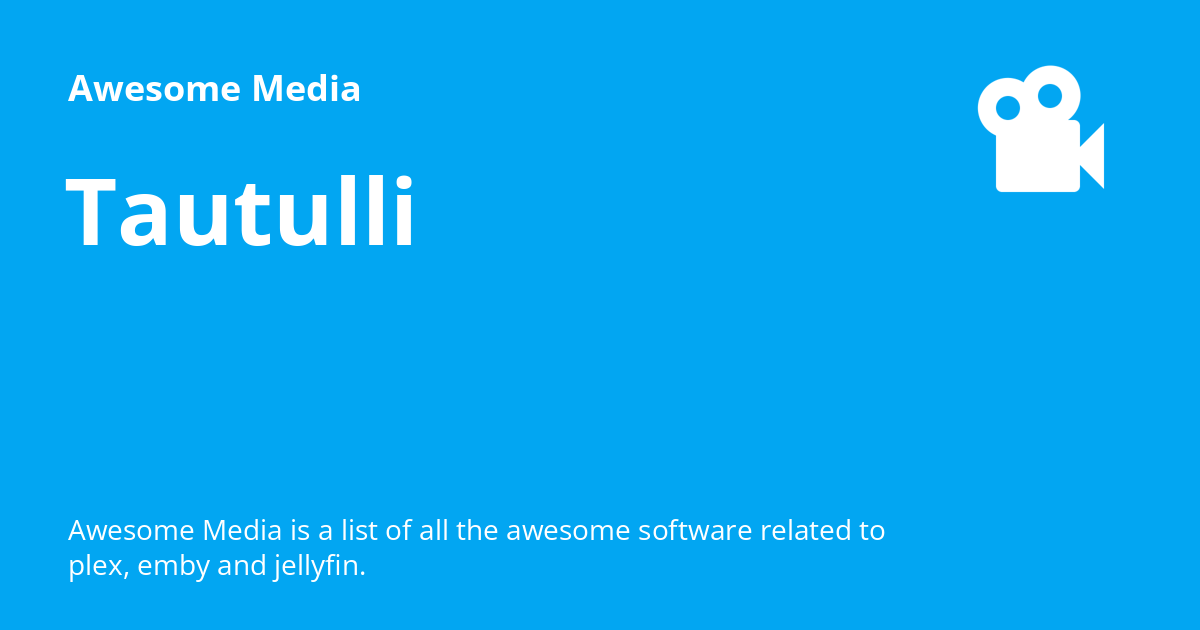 Awesome Media
Tautulli
Awesome Media is a list of all the awesome software related to
plex, emby and jellyfin.